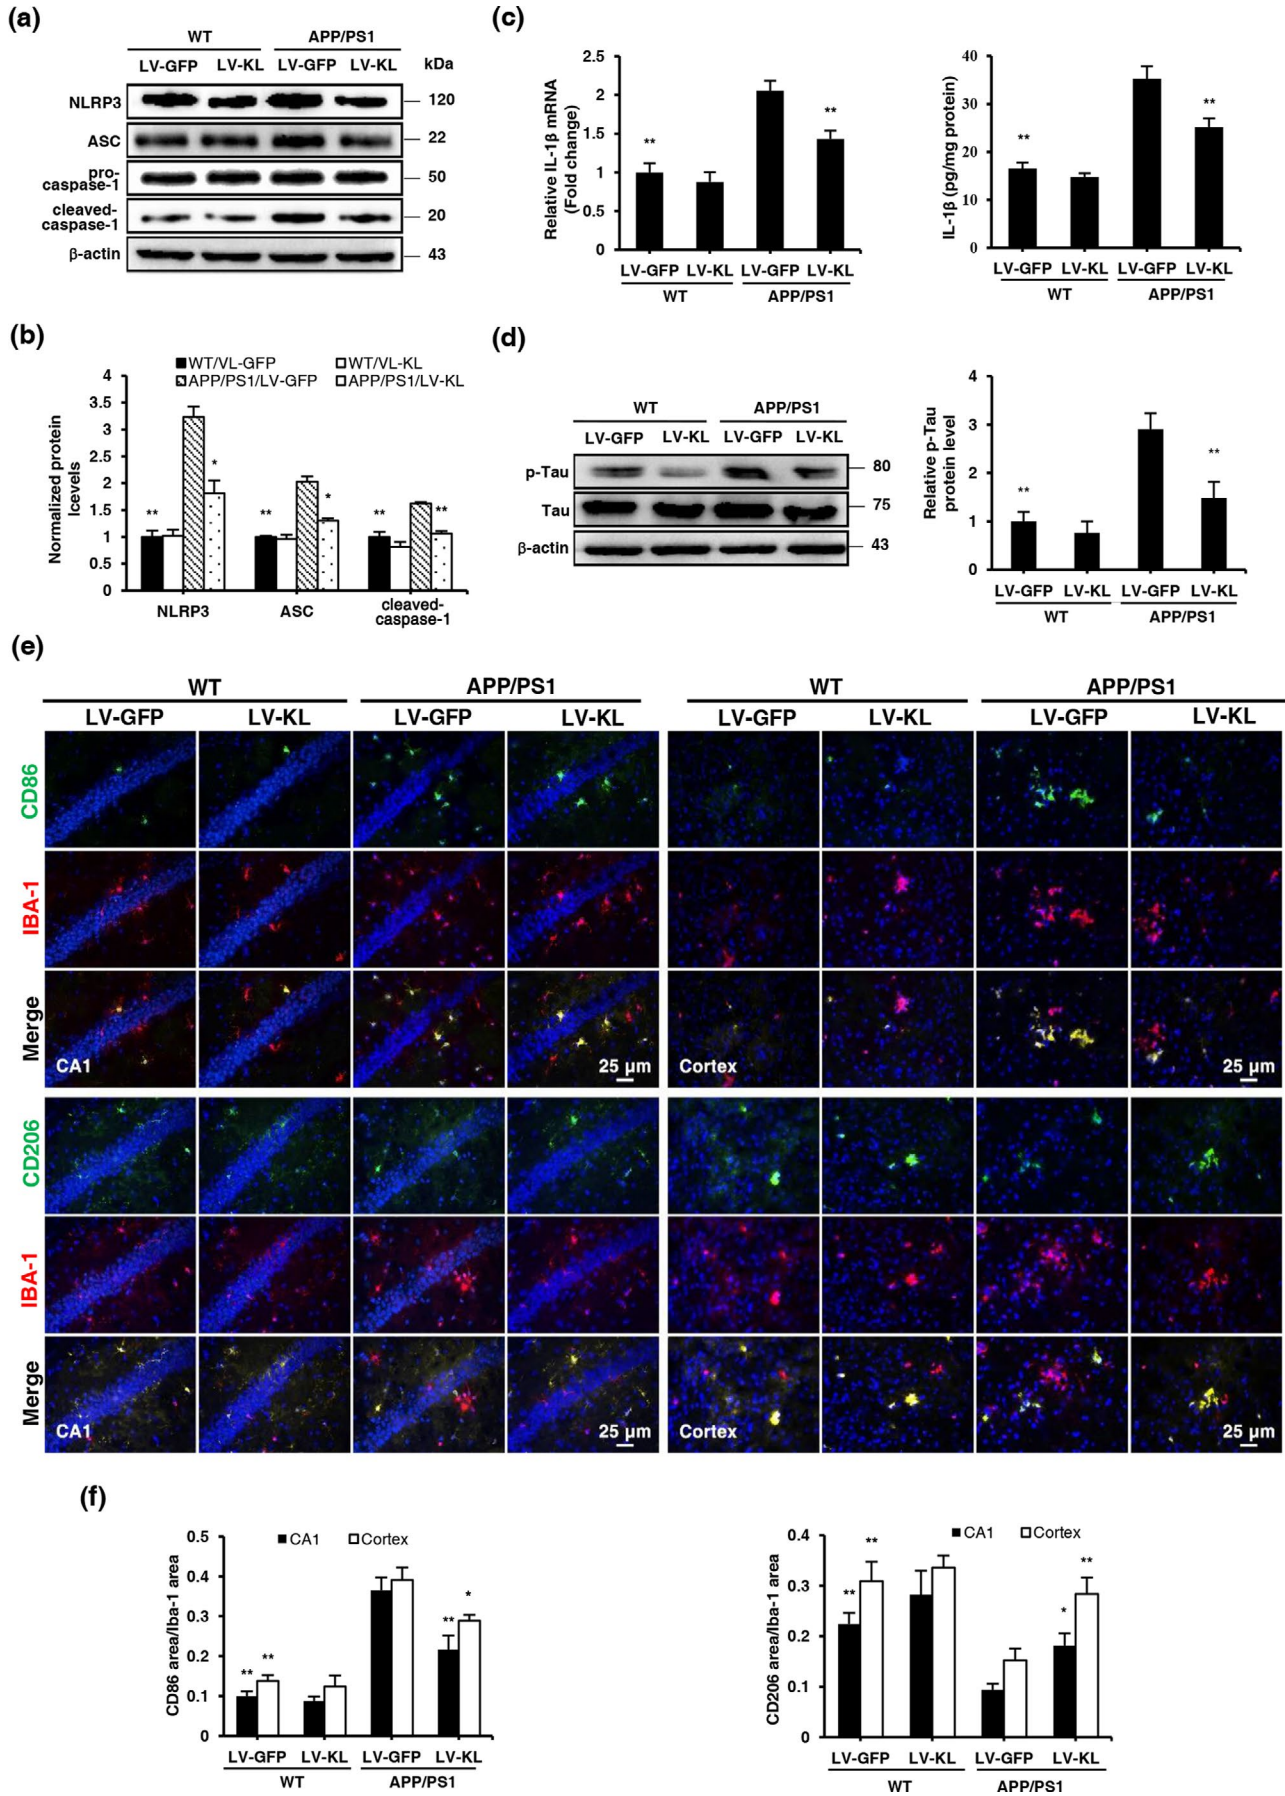 (a)
WT APP/PS1
LV-GFP LV-KL LV-GFP LV-KL kDa
NLRP3 120
ASC 22
pro-
caspase-1 50
cleaved-
caspase-1 20
β-actin 43
(c)
Relative IL-1β mRNA
(Fold change)
2.5
2
1.5
1
0.5
0
** **
LV-GFP LV-KL LV-GFP LV-KL
WT APP/PS1
IL-1β (pg/mg protein)
40
30
20
10
0
** **
LV-GFP LV-KL LV-GFP LV-KL
WT APP/PS1
(b)
WT/VL-GFP WT/VL-KL
APP/PS1/LV-GFP APP/PS1/LV-KL
Normalized protein
lcevels
4
3.5
3
2.5
2
1.5
1
0.5
0
** * ** * ** **
NLRP3 ASC cleaved-
caspase-1
(d)
WT APP/PS1
LV-GFP LV-KL LV-GFP LV-KL
p-Tau 80
Tau 75
β-actin 43
Relative p-Tau
protein level
4
3
2
1
0
** **
LV-GFP LV-KL LV-GFP LV-KL
WT APP/PS1
(e)
WT APP/PS1 WT APP/PS1
LV-GFP LV-KL LV-GFP LV-KL LV-GFP LV-KL LV-GFP LV-KL
CD86
IBA-1
Merge
CA1 25 µm Cortex 25 µm
CD206
IBA-1
Merge
CA1 25 µm Cortex 25 µm
(f)
CD86 area/Iba-1 area
CA1 Cortex
0.5
0.4
0.3
0.2
0.1
0
** ** ** *
LV-GFP LV-KL LV-GFP LV-KL
WT APP/PS1
CD206 area/Iba-1 area
CA1 Cortex
0.4
0.3
0.2
0.1
0
** ** * **
LV-GFP LV-KL LV-GFP LV-KL
WT APP/PS1